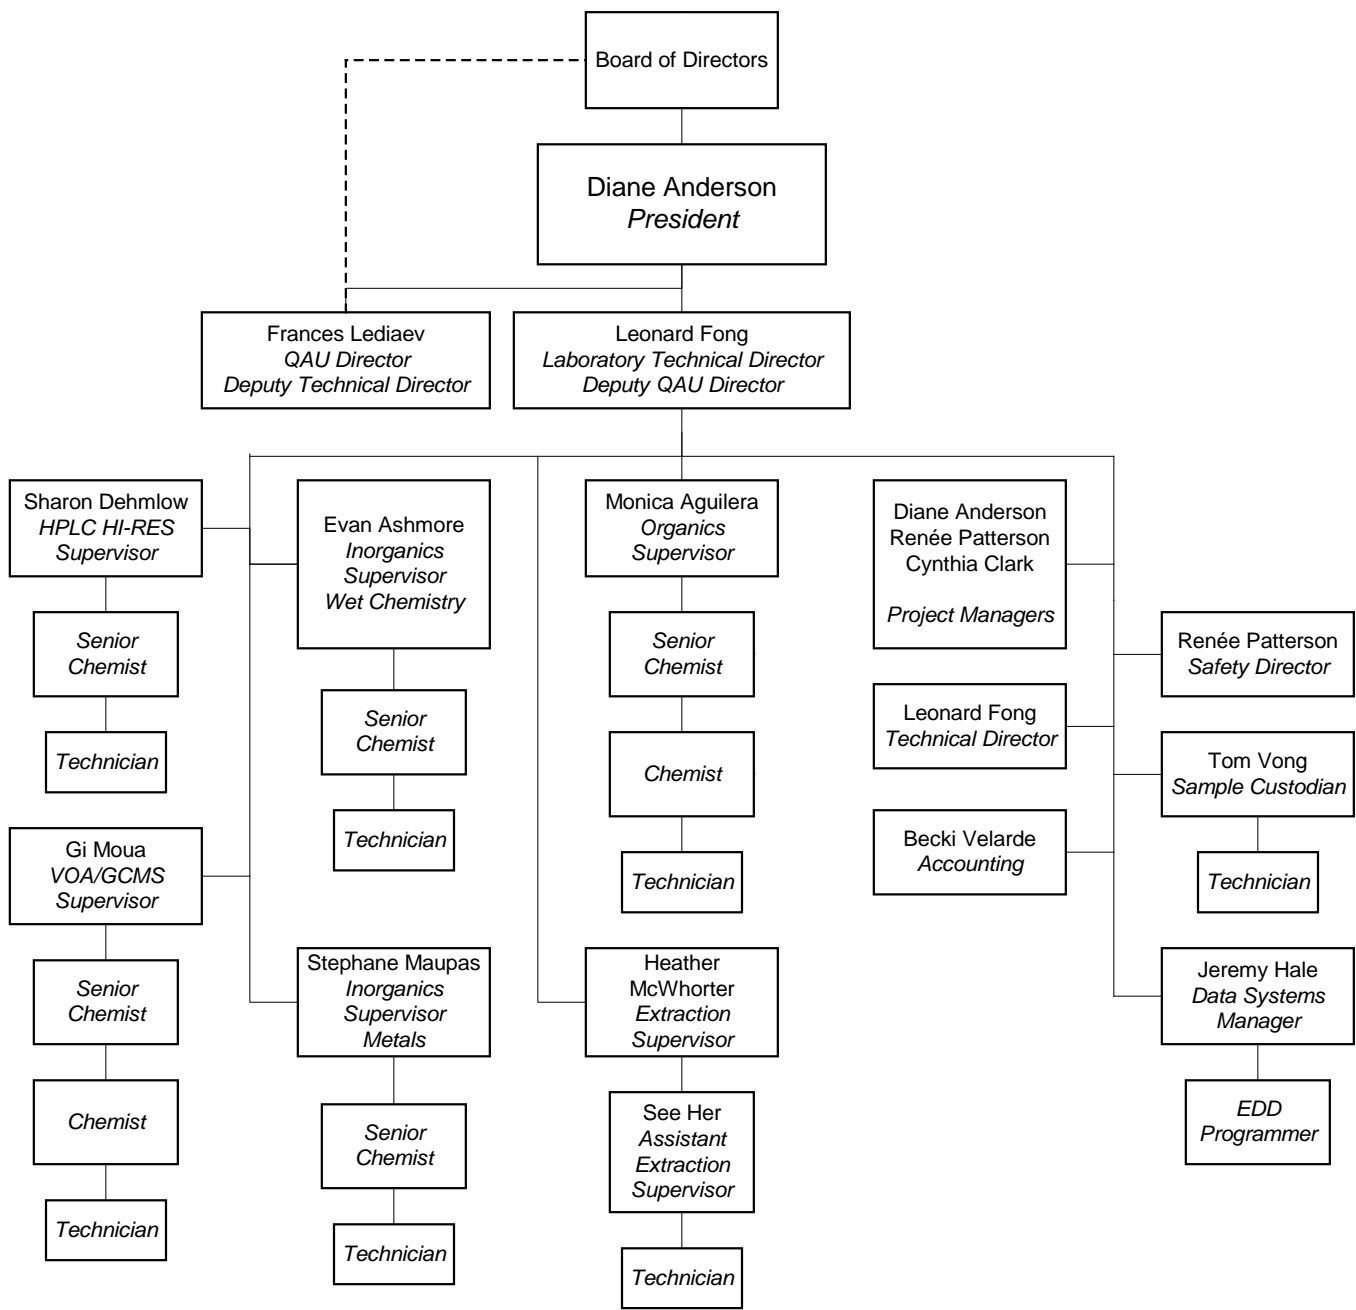 Board of Directors
Diane Anderson
President
Frances Lediaev
QAU Director
Deputy Technical Director
Leonard Fong
Laboratory Technical Director
Deputy QAU Director
Sharon Dehmlow
HPLC HI-RES
Supervisor
Senior
Chemist
Technician
Gi Moua
VOA/GCMS
Supervisor
Senior
Chemist
Chemist
Technician
Evan Ashmore
Inorganics
Supervisor
Wet Chemistry
Senior
Chemist
Technician
Stephane Maupas
Inorganics
Supervisor
Metals
Senior
Chemist
Technician
Monica Aguilera
Organics
Supervisor
Senior
Chemist
Chemist
Technician
Heather
McWhorter
Extraction
Supervisor
See Her
Assistant
Extraction
Supervisor
Technician
Diane Anderson
Renée Patterson
Cynthia Clark
Project Managers
Leonard Fong
Technical Director
Becki Velarde
Accounting
Renée Patterson
Safety Director
Tom Vong
Sample Custodian
Technician
Jeremy Hale
Data Systems
Manager
EDD
Programmer